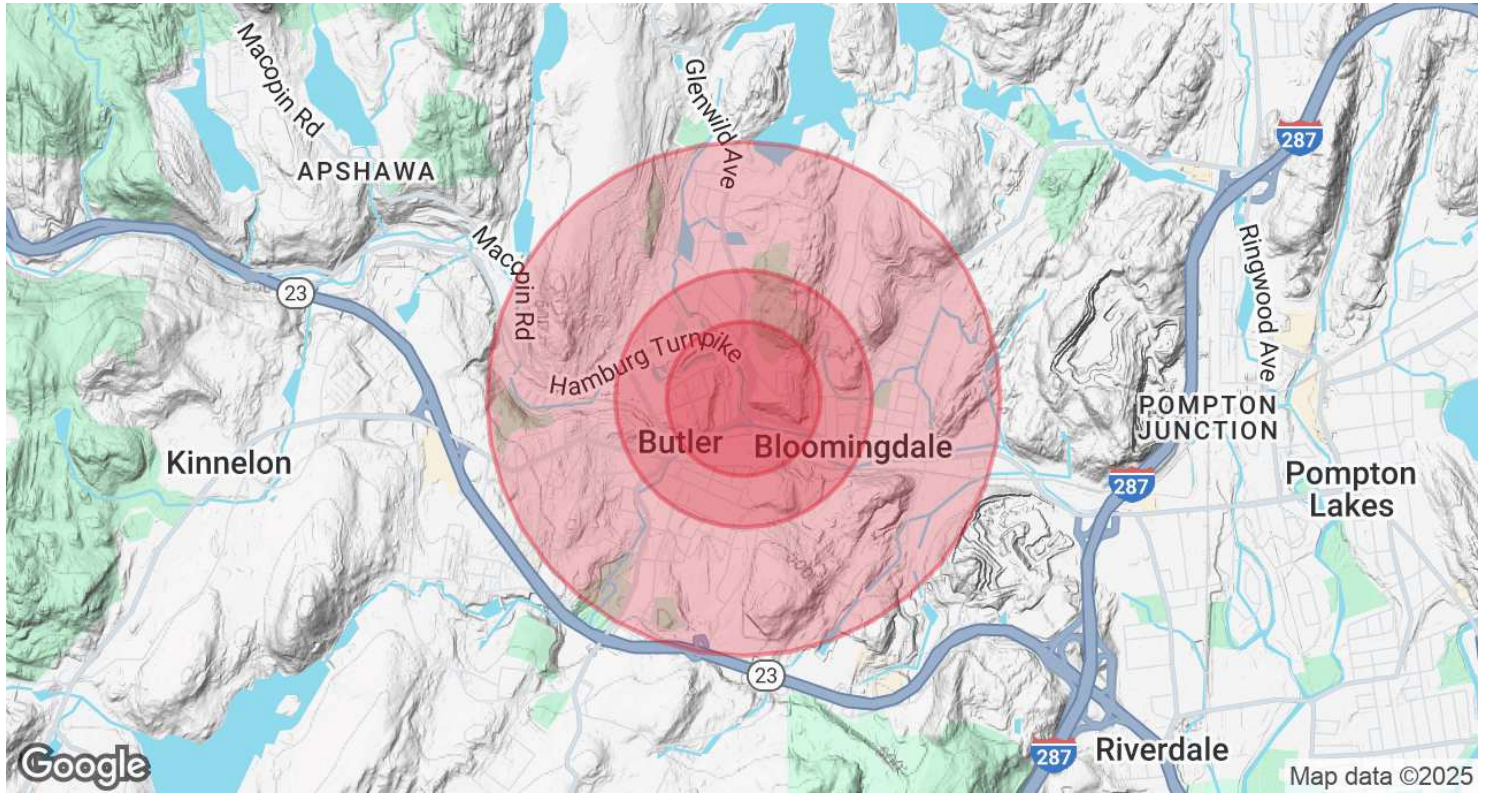 Macopin Rd
Glenwild Ave
287
APSHAWA
Macopin Rd
Ringwood Ave
23
Hamburg Turnpike
POMPTON
JUNCTION
Butler
Bloomingdale
Kinnelon
Pompton
Lakes
287
23
Riverdale
287
Google
Map data ©2025